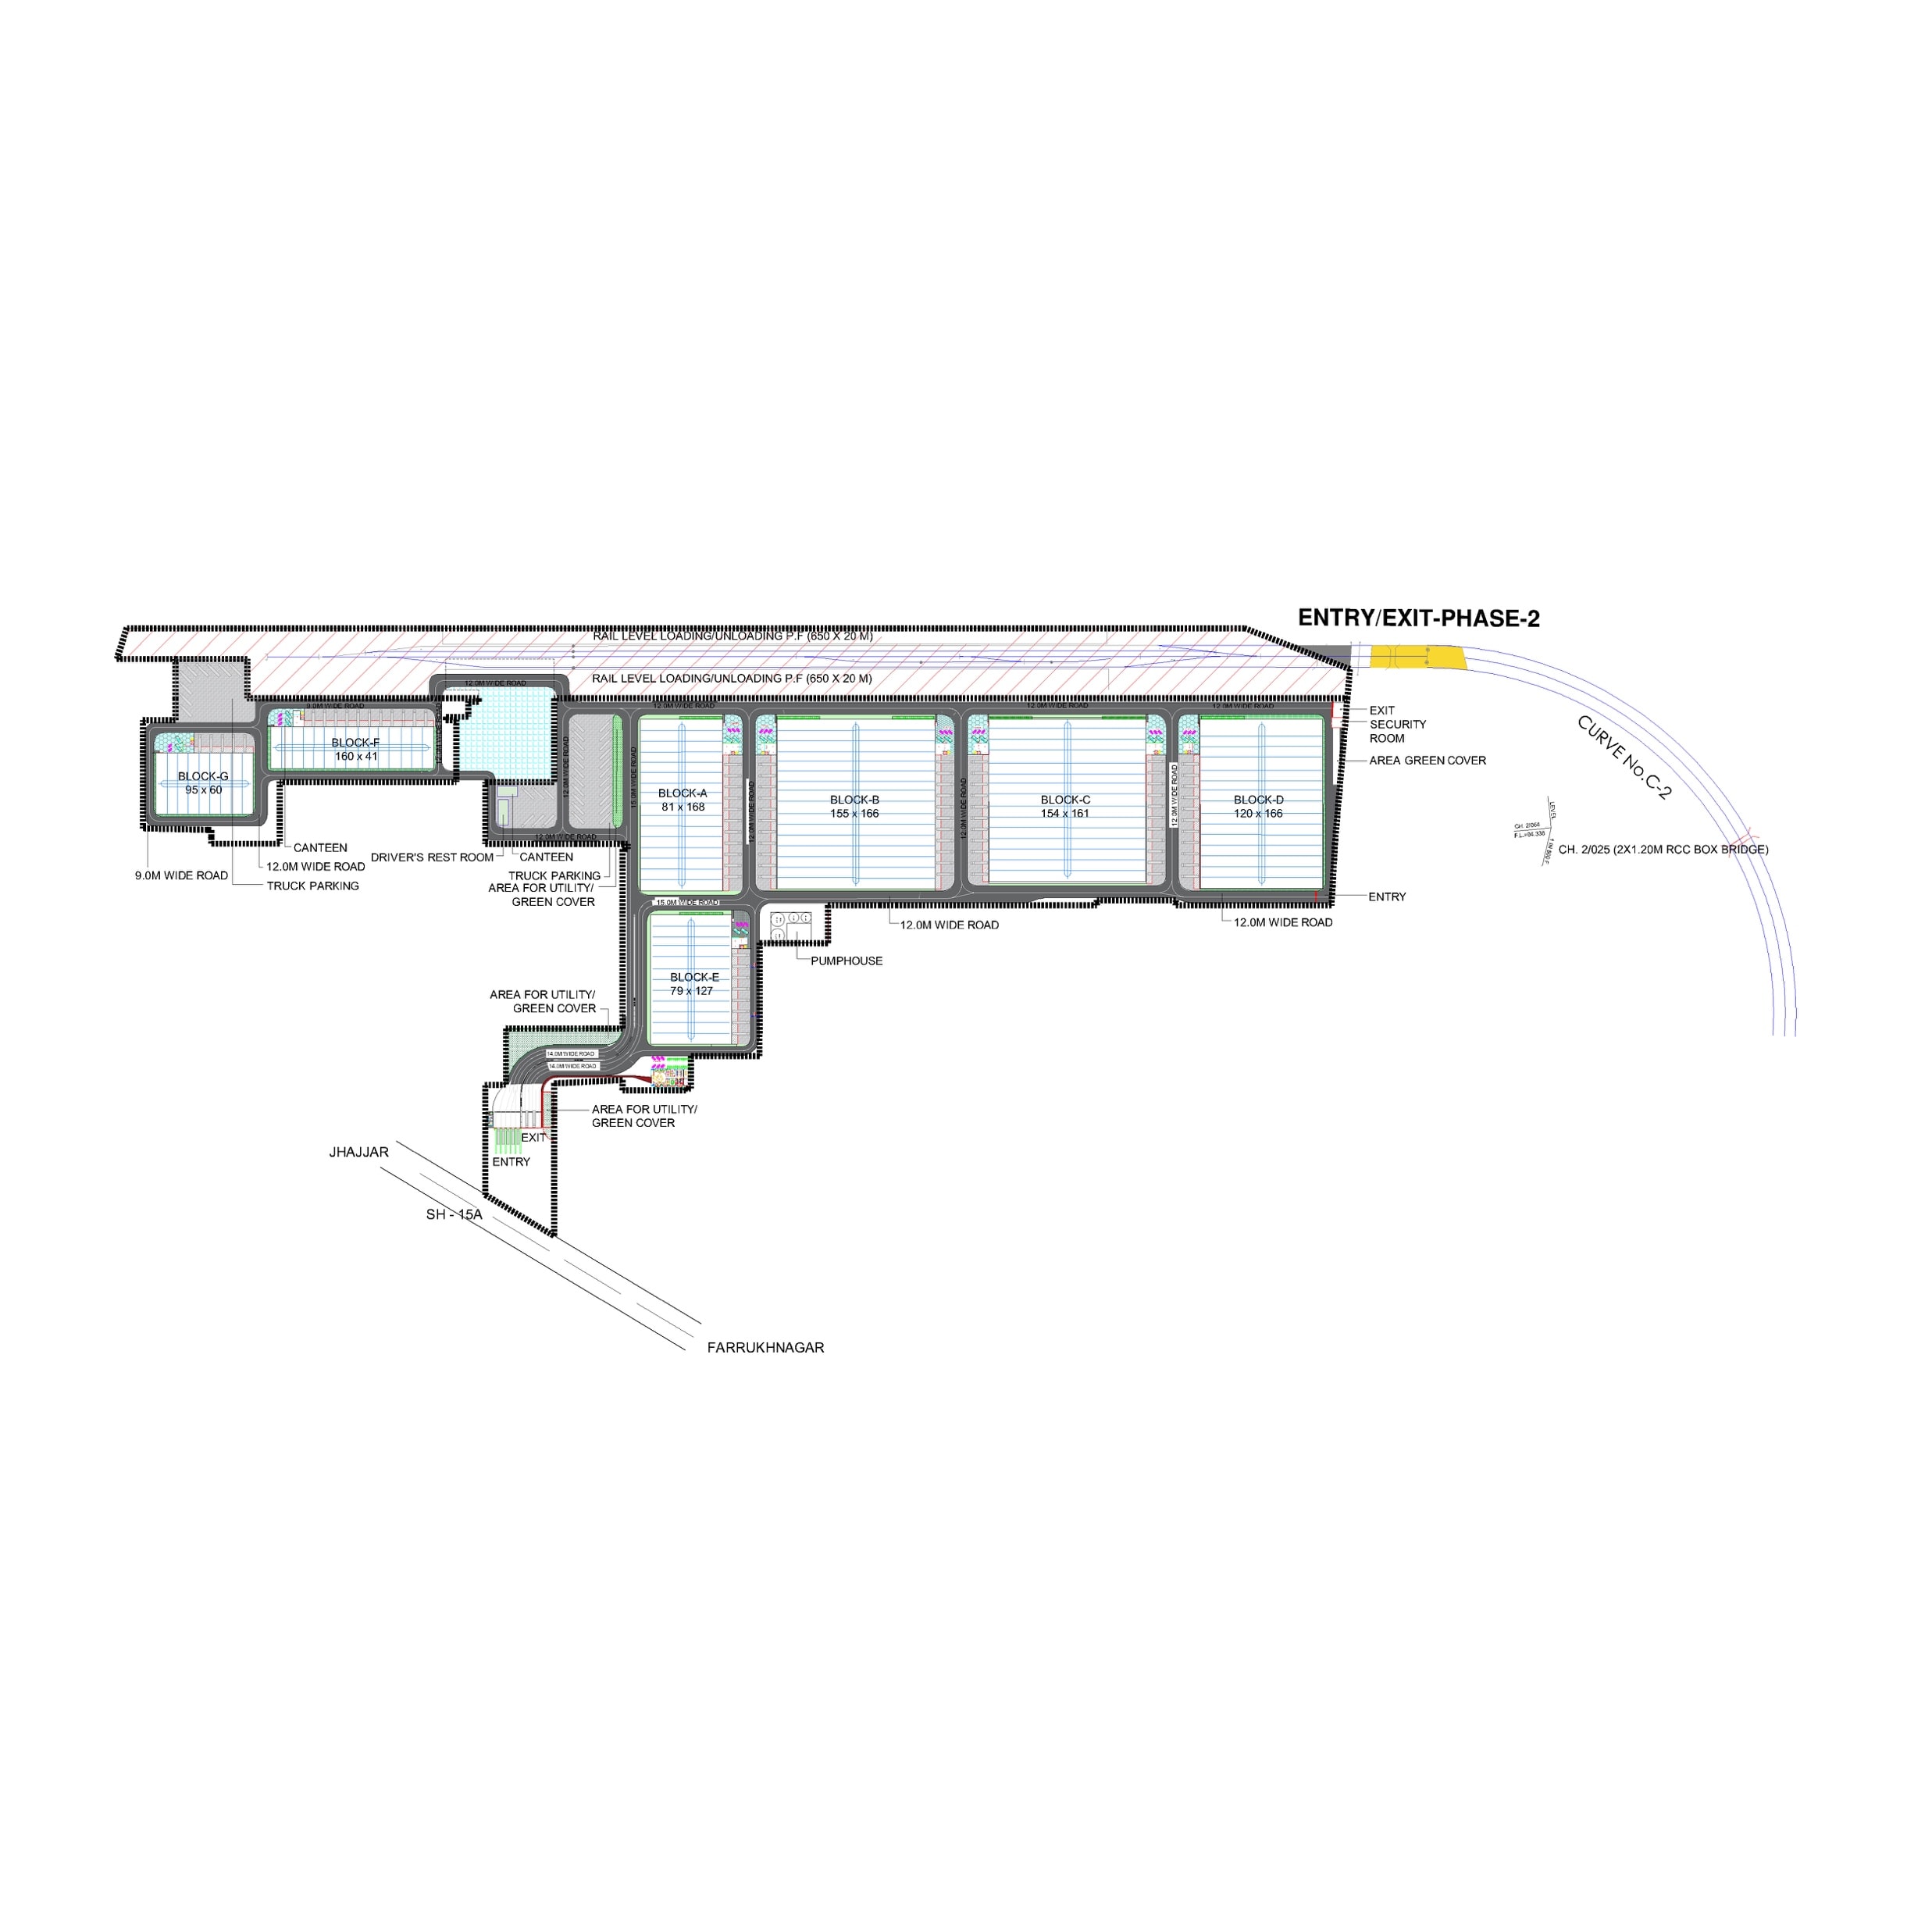 ENTRY/EXIT-PHASE-2
RAIL LEVEL LOADING/UNLOADING P.F (650 X 20 M)
RAIL LEVEL LOADING/UNLOADING P.F (650 X 20 M)
12.0M WIDE ROAD
9.0M WIDE ROAD
12.0M WIDE ROAD
12.0M WIDE ROAD
12.0M WIDE ROAD
EXIT
SECURITY
ROOM
AREA GREEN COVER
CURVE No.C-2
BLOCK-F
160 x 41
BLOCK-G
95 x 60
12.0M WIDE ROAD
12.0M WIDE ROAD
15.0M WIDE ROAD
BLOCK-A
81 x 168
12.0M WIDE ROAD
BLOCK-B
155 x 166
12.0M WIDE ROAD
BLOCK-C
154 x 161
12.0M WIDE ROAD
BLOCK-D
120 x 166
LEVEL
CH. 2/025 (2X1.20M RCC BOX BRIDGE)
12.0M WIDE ROAD
CANTEEN
12.0M WIDE ROAD
9.0M WIDE ROAD
TRUCK PARKING
DRIVER'S REST ROOM
CANTEEN
TRUCK PARKING
AREA FOR UTILITY/
GREEN COVER
15.0M WIDE ROAD
ENTRY
12.0M WIDE ROAD
12.0M WIDE ROAD
PUMPHOUSE
BLOCK-E
79 x 127
AREA FOR UTILITY/
GREEN COVER
14.0M WIDE ROAD
14.0M WIDE ROAD
AREA FOR UTILITY/
GREEN COVER
EXIT
ENTRY
JHAJJAR
SH - 15A
FARRUKHNAGAR